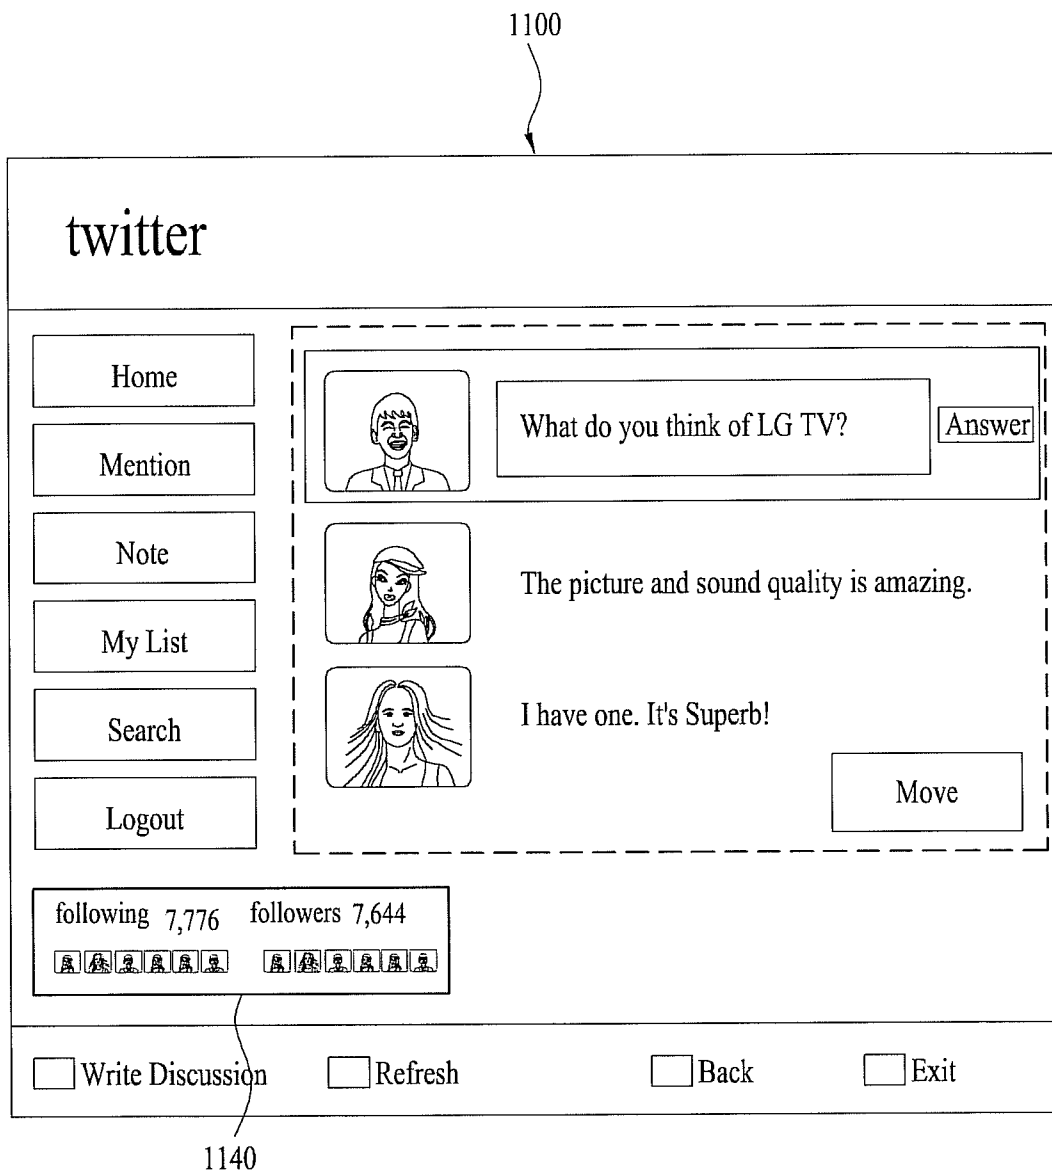 1100
twitter
Home
Mention
Note
My List
Search
Logout
What do you think of LG TV?
Answer
The picture and sound quality is amazing.
I have one. It's Superb!
Move
following 7,776 followers 7,644
Write Discussion Refresh Back Exit
1140